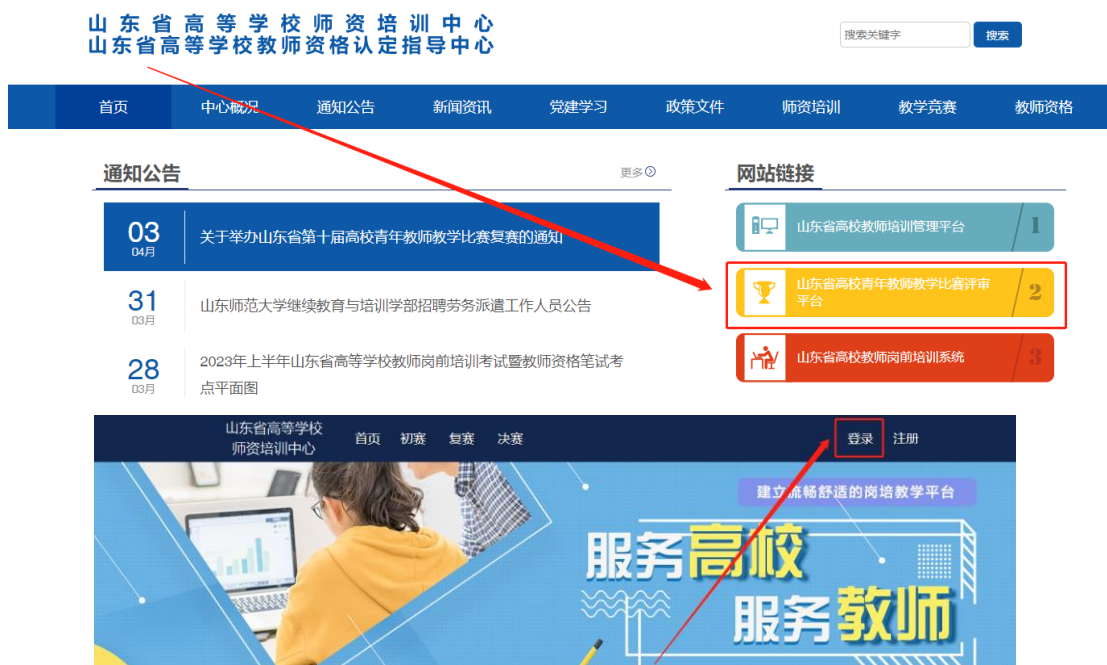 山东省高等学校师资培训中心
山东省高等学校教师资格认定指导中心
搜索关键字 搜索
首页 中心概况 通知公告 新闻资讯 党建学习 政策文件 师资培训 教学竞赛 教师资格
通知公告 更多
网站链接
03
04月
关于举办山东省第十届高校青年教师教学比赛复赛的通知
31
03月
山东师范大学继续教育与培训学部招聘劳务派遣工作人员公告
28
03月
2023年上半年山东省高等学校教师岗前培训考试暨教师资格笔试考
点平面图
山东省高校教师培训管理平台 1
山东省高校青年教师教学比赛评审
平台
2
山东省高校教师岗前培训系统 3
山东省高等学校
师资培训中心
首页 初赛 复赛 决赛 登录 注册
建立流畅舒适的岗培教学平台
服务高校
服务教师